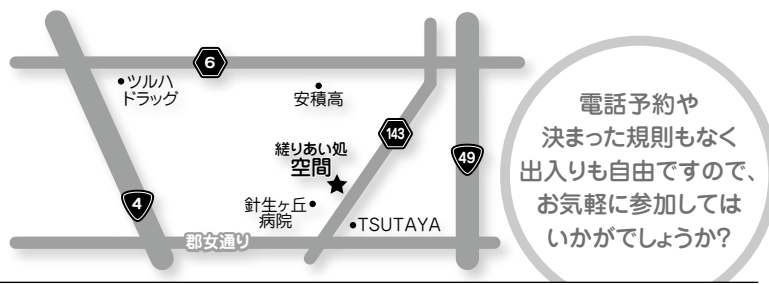 6
•ツルハ
ドラッグ
安積高
143
縒りあい処
空間
49
4
針生ヶ丘•
病院
•TSUTAYA
郡女通り
電話予約や
決まった規則もなく
出入りも自由ですので、
お気軽に参加しては
いかがでしょうか?